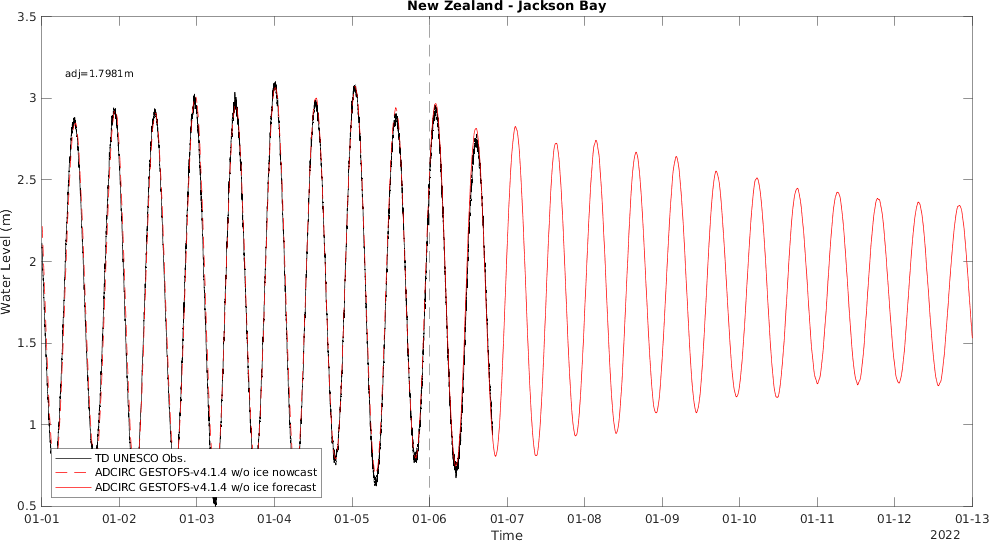 New Zealand - Jackson Bay
3.5
adj=1.7981m
3
2.5
2
1.5
1
0.5
Water Level (m)
TD UNESCO Obs.
ADCIRC GESTOFS-v4.1.4 w/o ice nowcast
ADCIRC GESTOFS-v4.1.4 w/o ice forecast
01-01 01-02 01-03 01-04 01-05 01-06 01-07 01-08 01-09 01-10 01-11 01-12 01-13
Time
2022